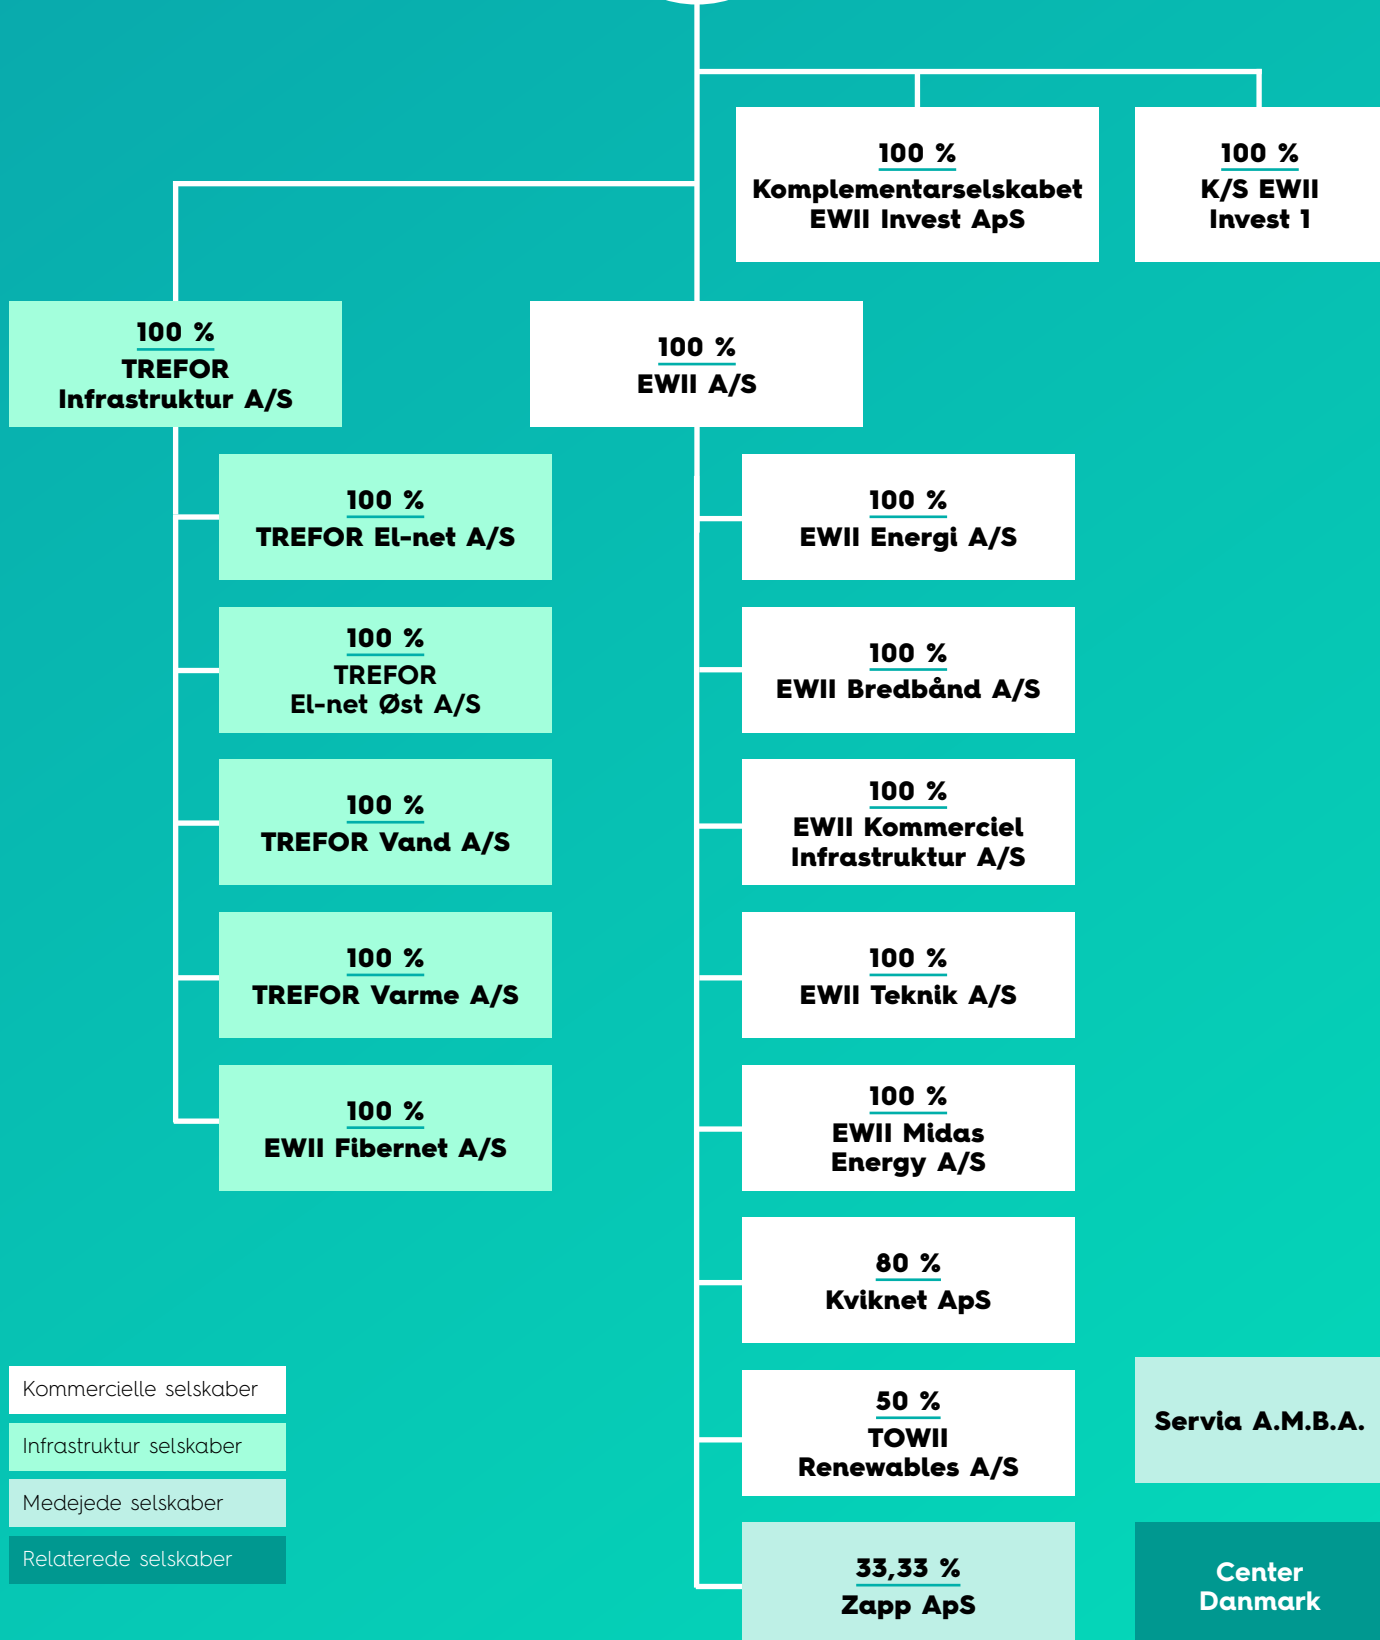 100 %
Komplementarselskabet
EWII Invest ApS
100 %
K/S EWII
Invest 1
100 %
TREFOR
Infrastruktur A/S
100 %
EWII A/S
100 %
TREFOR El-net A/S
100 %
TREFOR
El-net Øst A/S
100 %
TREFOR Vand A/S
100 %
TREFOR Varme A/S
100 %
EWII Fibernet A/S
100 %
EWII Energi A/S
100 %
EWII Bredbånd A/S
100 %
EWII Kommerciel
Infrastruktur A/S
100 %
EWII Teknik A/S
100 %
EWII Midas
Energy A/S
80 %
Kviknet ApS
50 %
TOWII
Renewables A/S
33,33 %
Zapp ApS
Servia A.M.B.A.
Center
Danmark
Kommercielle selskaber
Infrastruktur selskaber
Medejede selskaber
Relaterede selskaber